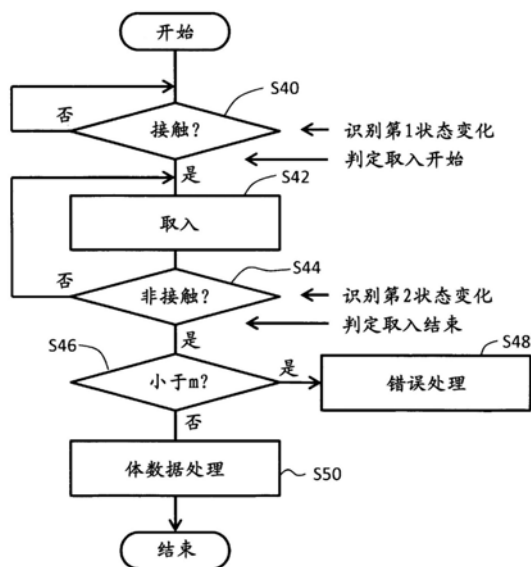 开始
S40
否
接触?
识别第1状态变化
判定取入开始
是
S42
取入
S44
否
非接触?
识别第2状态变化
判定取入结束
是
S46
S48
小于m?
是
错误处理
否
体数据处理
S50
结束